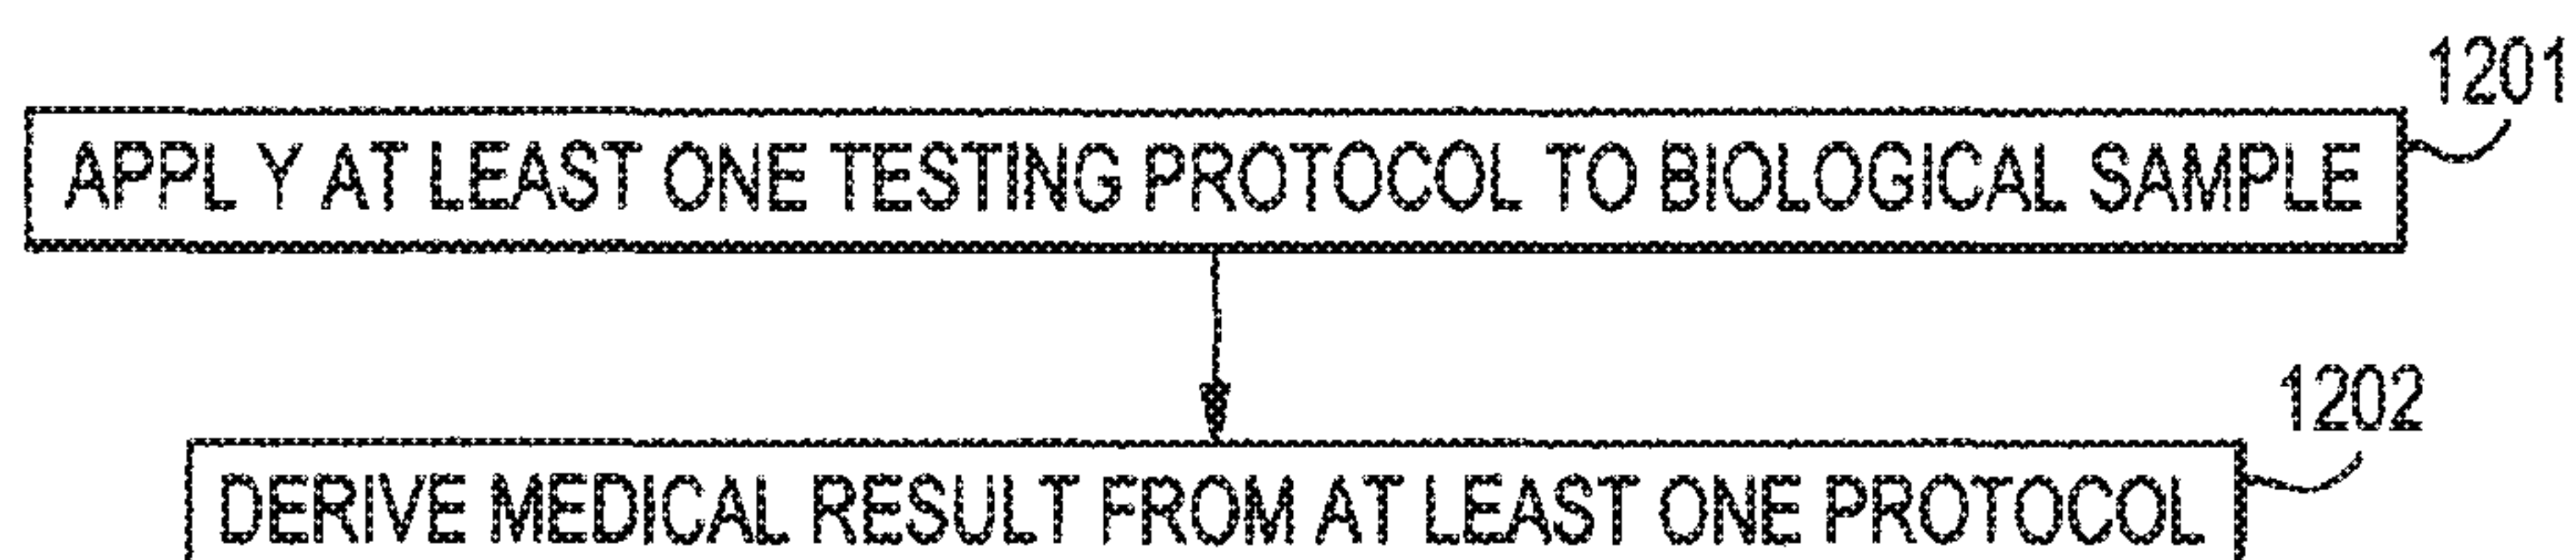 1201
APPL Y AT LEAST ONE TESTING PROTOCOL TO BIOLOGICAL SAMPLE
1202
DERIVE MEDICAL RESULT FROM AT LEAST ONE PROTOCOL